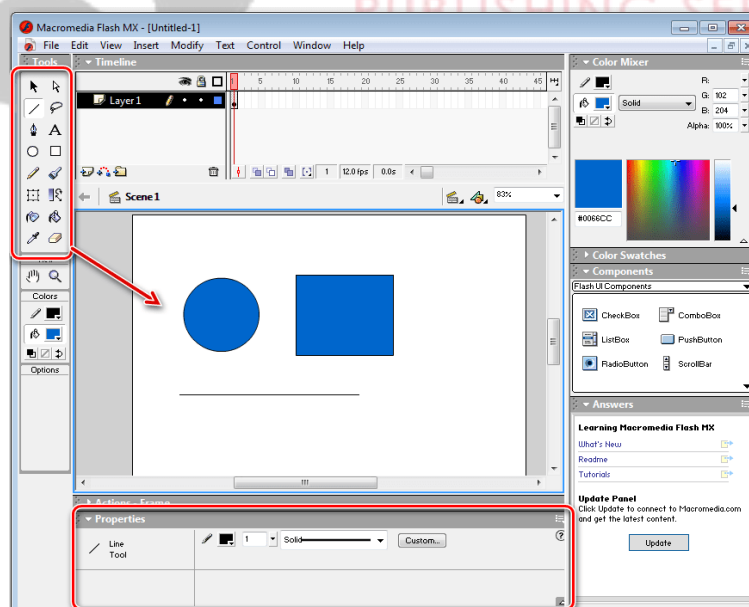 PUBLISHING SER
Macromedia Flash MX - [Untitled-1]
File Edit View Insert Modify Text Control Window Help
Tools
Timeline
1 5 10 15 20 25 30 35 40 45
Layer 1
1 12.0 fps 0.0s
Scene 1
83%
Colors
Options
Actions - Frame
Properties
Line
Tool
1
Solid
Custom...
Color Mixer
R:
Solid
G: 102
B: 204
Alpha: 100%
#0066CC
Color Swatches
Components
Flash UI Components
CheckBox
ComboBox
ListBox
PushButton
RadioButton
ScrollBar
Answers
Learning Macromedia Flash MX
What's New
Readme
Tutorials
Update Panel
Click Update to connect to Macromedia.com
and get the latest content.
Update